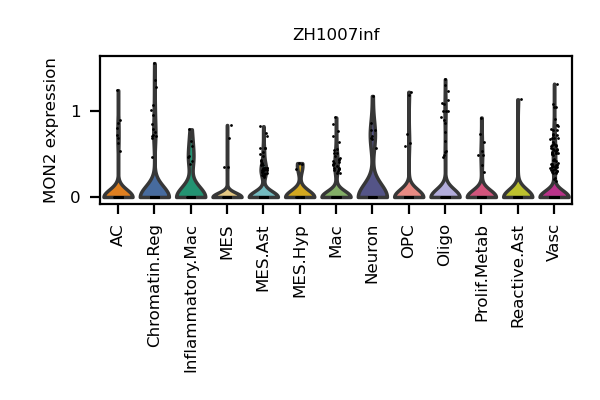 ZH1007inf
MON2 expression
1
0
AC
Chromatin.Reg
Inflammatory.Mac
MES
MES.Ast
MES.Hyp
Mac
Neuron
OPC
Oligo
Prolif.Metab
Reactive.Ast
Vasc